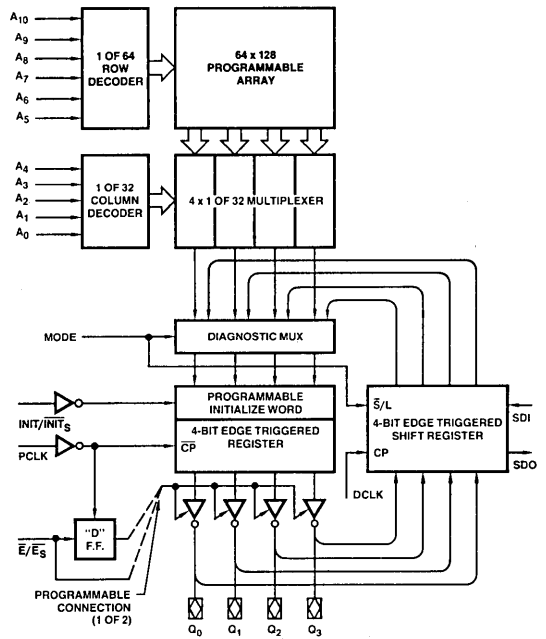 A10
A9
A8
A7
A6
A5
1 OF 64
ROW
DECODER
64 x 128
PROGRAMMABLE
ARRAY
A4
A3
A2
A1
A0
1 OF 32
COLUMN
DECODER
4 x 1 OF 32 MULTIPLEXER
MODE
DIAGNOSTIC MUX
INIT/INIT̅S
PROGRAMMABLE
INITIALIZE WORD
4-BIT EDGE TRIGGERED
REGISTER
C̅P̅
PCLK
S̅/L
4-BIT EDGE TRIGGERED
SHIFT REGISTER
CP
SDI
SDO
DCLK
"D"
F.F.
E̅/E̅S
PROGRAMMABLE
CONNECTION
(1 OF 2)
Q0
Q1
Q2
Q3